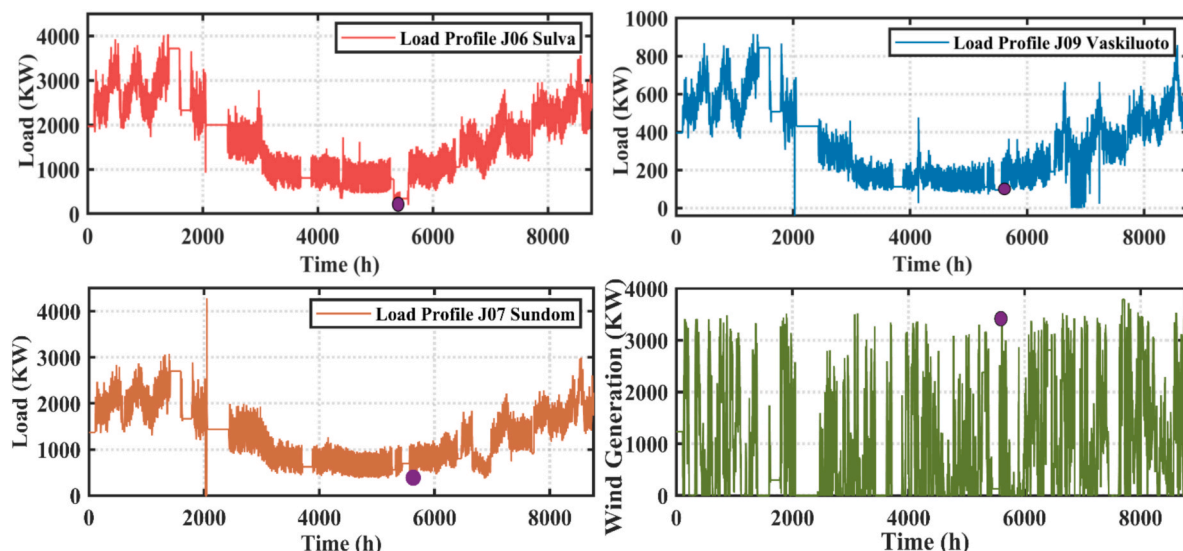 Load Profile J06 Sulva
Load (KW)
4000
3000
2000
1000
0
0 2000 4000 6000 8000
Time (h)
Load Profile J09 Vaskiluoto
Load (KW)
1000
800
600
400
200
0
0 2000 4000 6000 8000
Time (h)
Load Profile J07 Sundom
Load (KW)
4000
3000
2000
1000
0
0 2000 4000 6000 8000
Time (h)
Wind Generation (KW)
4000
3000
2000
1000
0
0 2000 4000 6000 8000
Time (h)